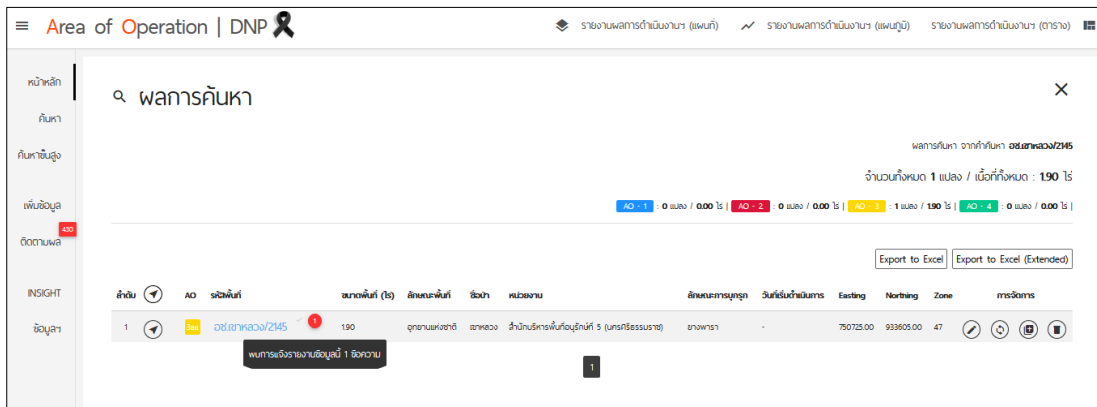 Area of Operation | DNP
รายงานผลการดำเนินงานฯ (แผนที่)
รายงานผลการดำเนินงานฯ (แผนภูมิ)
รายงานผลการดำเนินงานฯ (ตาราง)
หน้าหลัก
ค้นหา
ค้นหาขั้นสูง
เพิ่มข้อมูล
430
ติดตามผล
INSIGHT
ข้อมูลฯ
ผลการค้นหา
ผลการค้นหา จากคำค้นหา อช.เขาหลวง/2145
จำนวนทั้งหมด 1 แปลง / เนื้อที่ทั้งหมด : 1.90 ไร่
AO - 1 : 0 แปลง / 0.00 ไร่ | AO - 2 : 0 แปลง / 0.00 ไร่ | AO - 3 : 1 แปลง / 1.90 ไร่ | AO - 4 : 0 แปลง / 0.00 ไร่ |
Export to Excel Export to Excel (Extended)
ลำดับ AO รหัสพื้นที่ ขนาดพื้นที่ (ไร่) ลักษณะพื้นที่ ชื่อป่า หน่วยงาน ลักษณะการบุกรุก วันที่เริ่มดำเนินการ Easting Nortning Zone การจัดการ
1 อช.เขาหลวง/2145 1 1.90 อุทยานแห่งชาติ เขาหลวง สำนักบริหารพื้นที่อนุรักษ์ที่ 5 (นครศรีธรรมราช) ยางพารา - 750725.00 933605.00 47
พบการแจ้งรายงานข้อมูลนี้ 1 ข้อความ
1